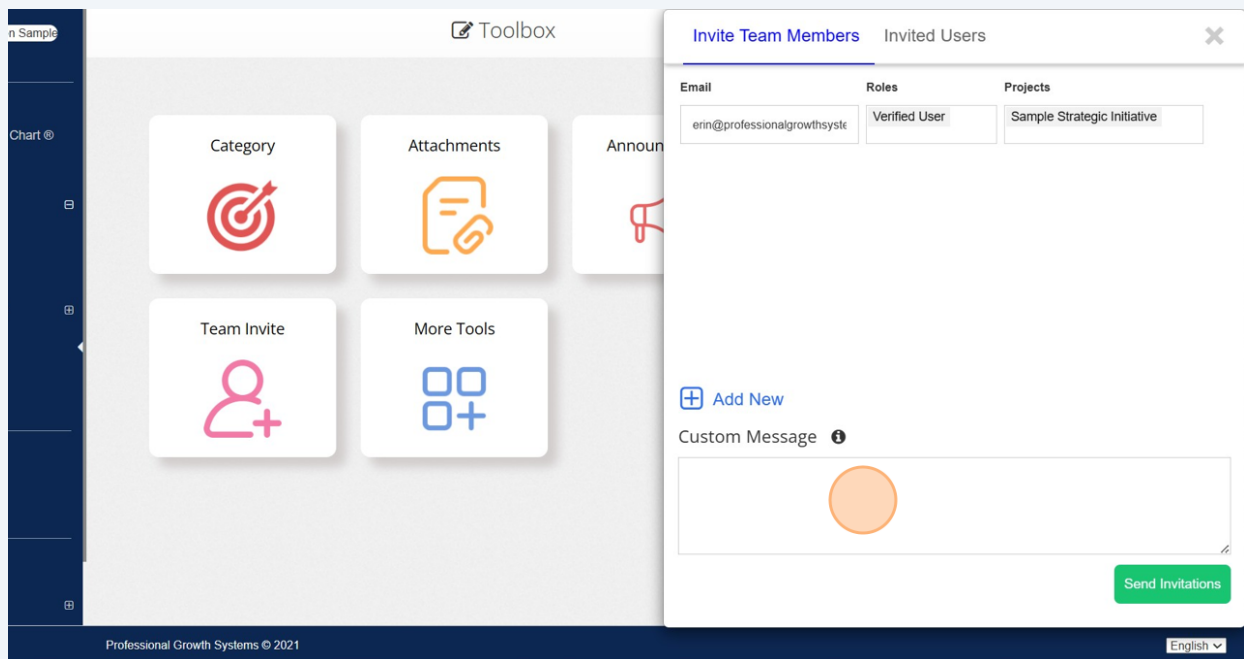 n Sample
Toolbox
Invite Team Members Invited Users
Email Roles Projects
erin@professionalgrowthsyste Verified User Sample Strategic Initiative
Chart ®
Category Attachments Announ
Team Invite More Tools
Add New
Custom Message
Send Invitations
Professional Growth Systems © 2021
English